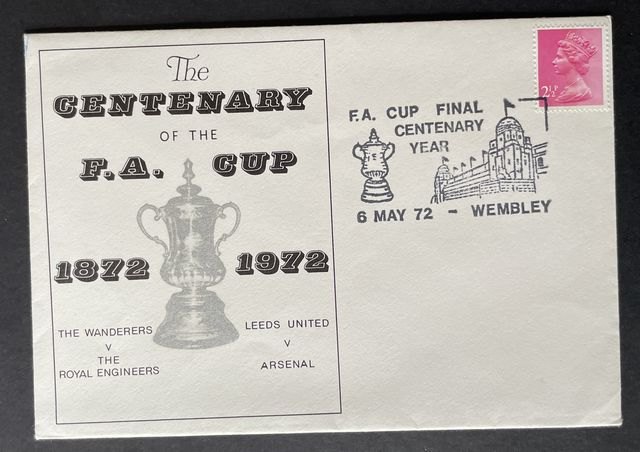 The
CENTENARY
OF THE
F.A. CUP
1872 1972
THE WANDERERS
V
THE
ROYAL ENGINEERS
LEEDS UNITED
V
ARSENAL
F.A. CUP FINAL
CENTENARY
YEAR
6 MAY 72 - WEMBLEY
2½P